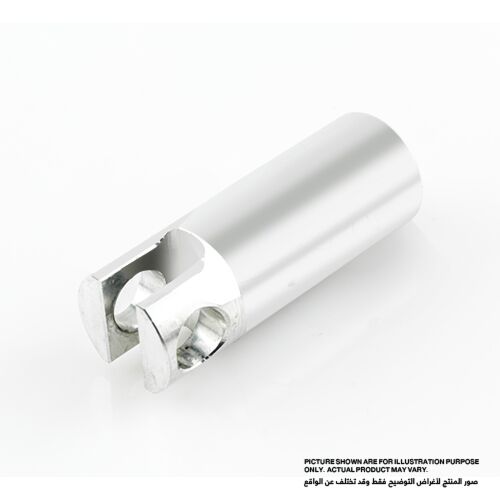 PICTURE SHOWN ARE FOR ILLUSTRATION PURPOSE
ONLY. ACTUAL PRODUCT MAY VARY.
صور المنتج لأغراض التوضيح فقط وقد تختلف عن الواقع